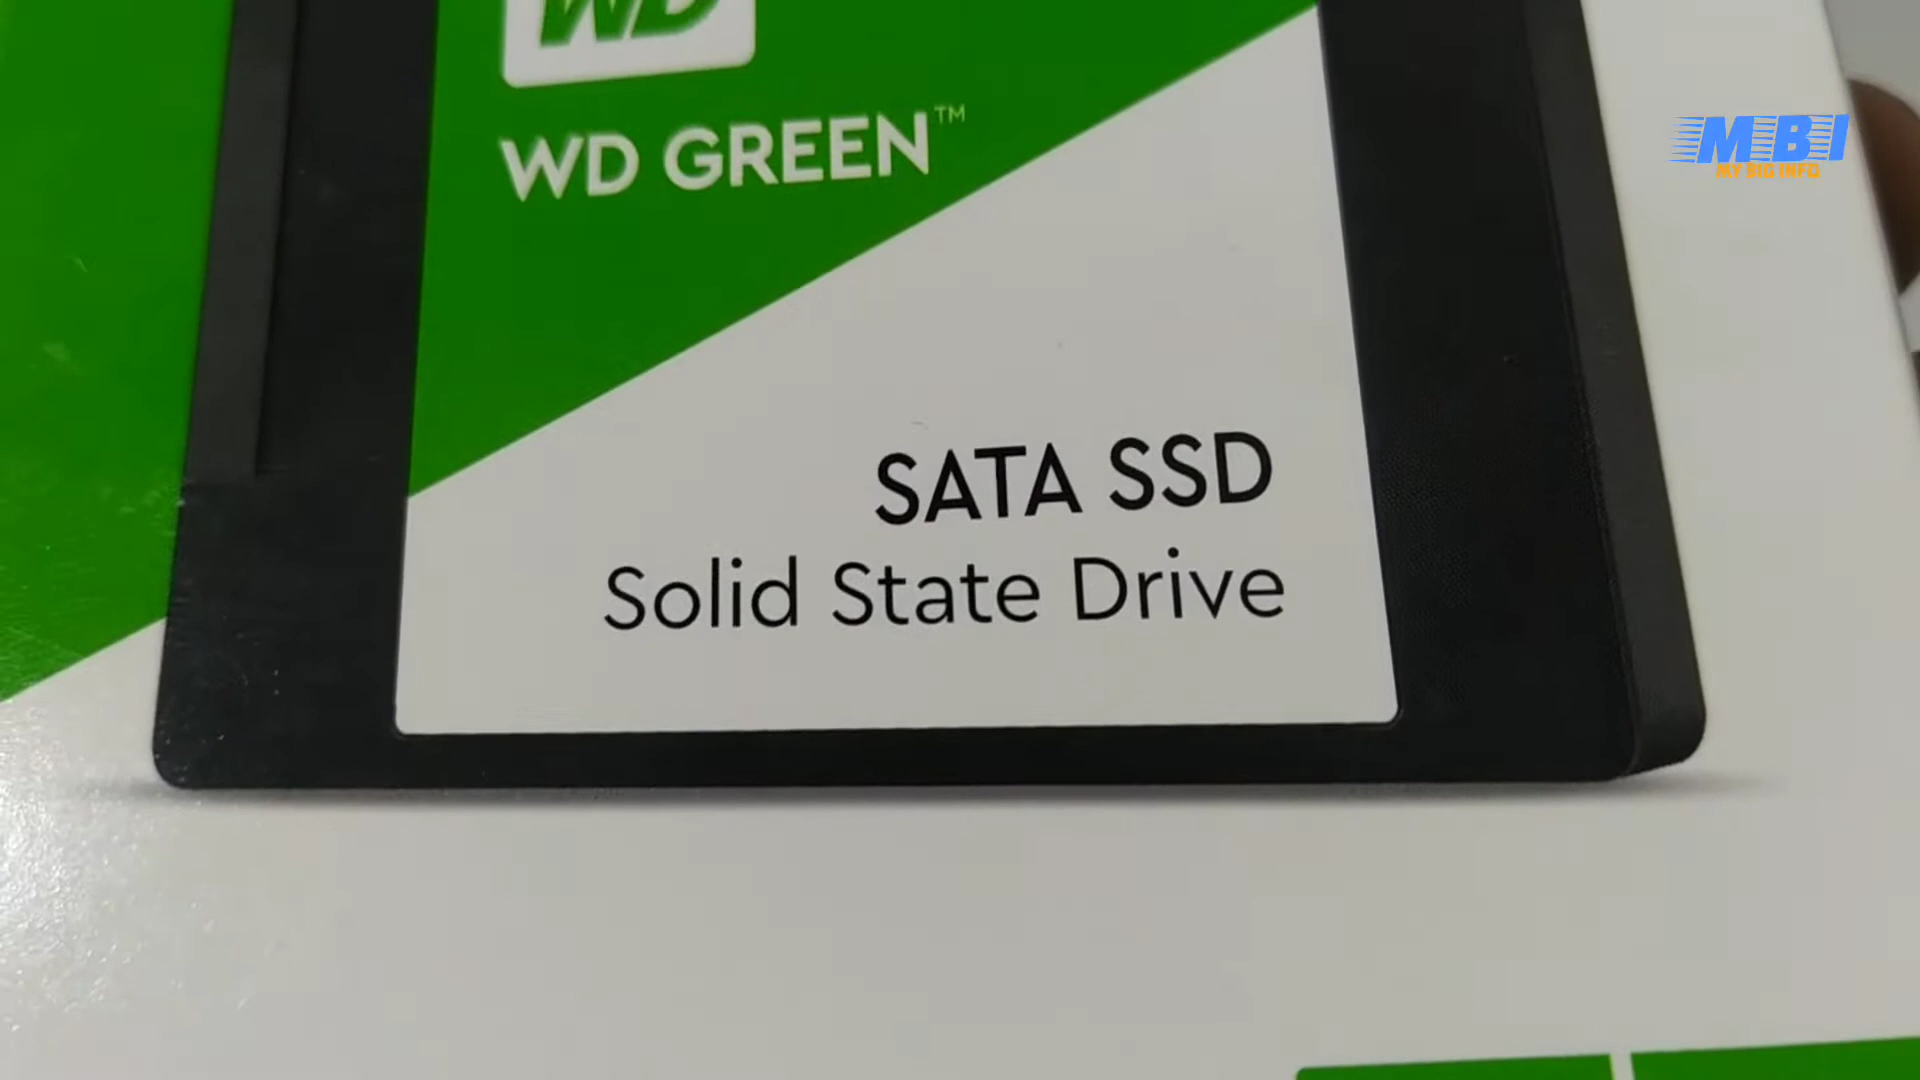 WD
WD GREEN™
MBI
MY BIG INFO
SATA SSD
Solid State Drive